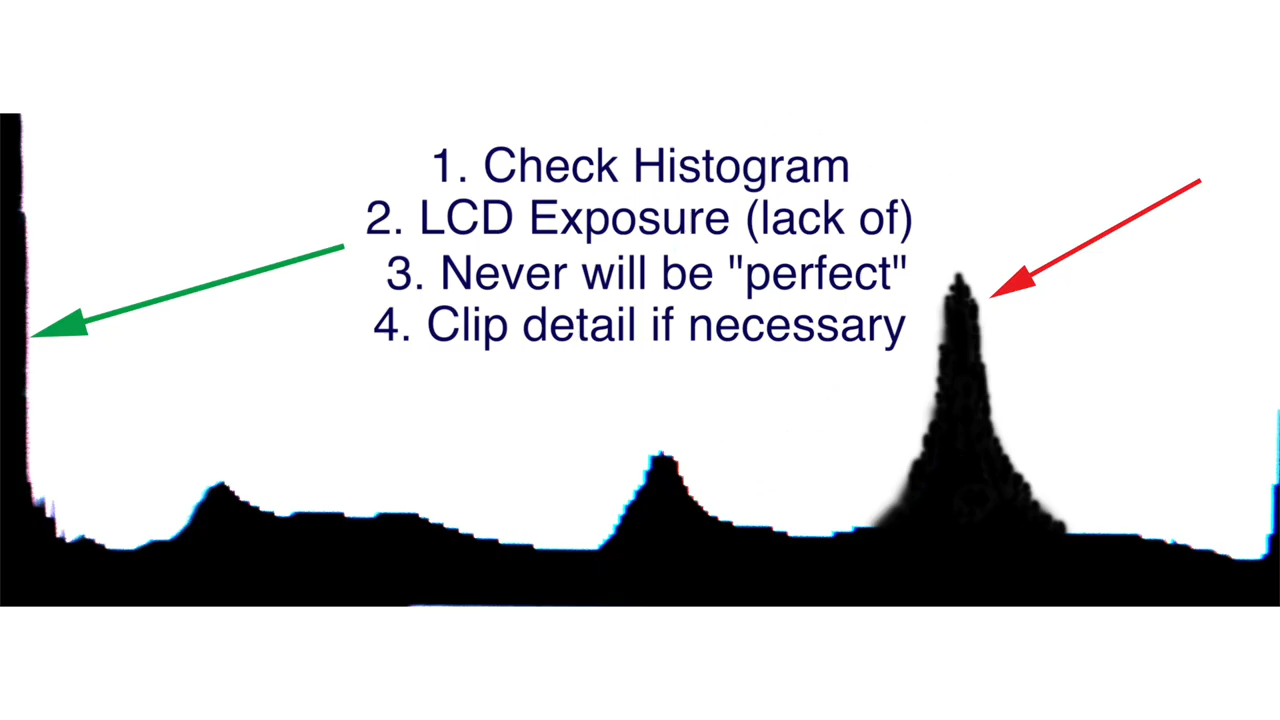 1. Check Histogram
2. LCD Exposure (lack of)
3. Never will be "perfect"
4. Clip detail if necessary